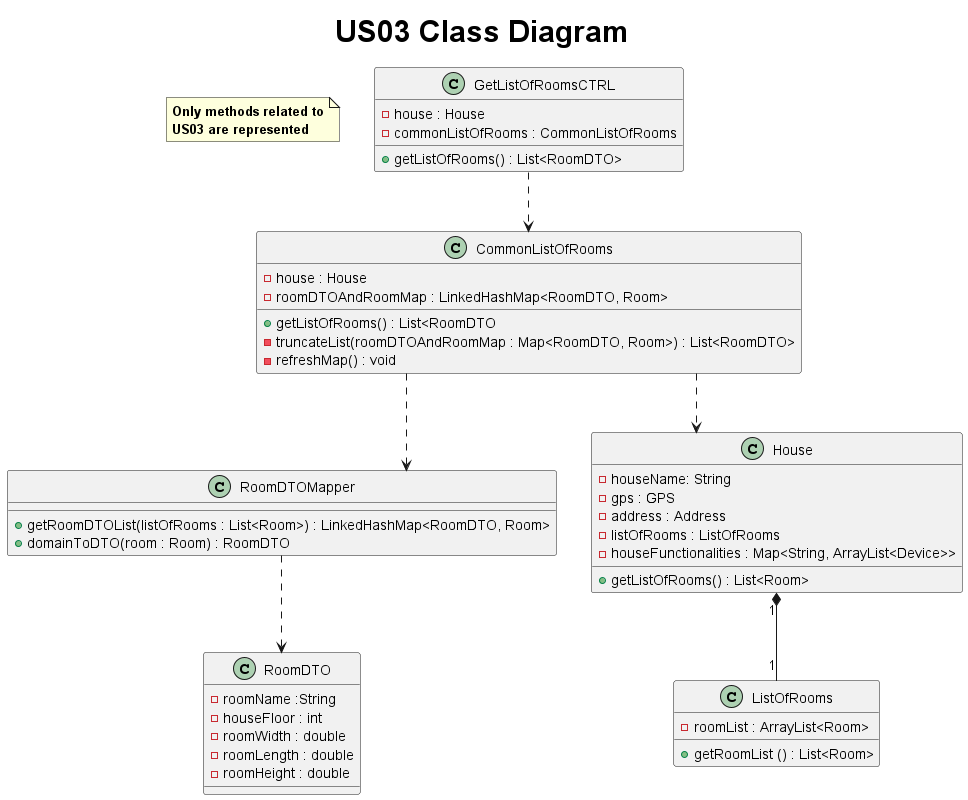 US03 Class Diagram
Only methods related to
US03 are represented
C GetListOfRoomsCTRL
house : House
commonListOfRooms : CommonListOfRooms
getListOfRooms() : List<RoomDTO>
C CommonListOfRooms
house : House
roomDTOAndRoomMap : LinkedHashMap<RoomDTO, Room>
getListOfRooms() : List<RoomDTO
truncateList(roomDTOAndRoomMap : Map<RoomDTO, Room>) : List<RoomDTO>
refreshMap() : void
C RoomDTOMapper
getRoomDTOList(listOfRooms : List<Room>) : LinkedHashMap<RoomDTO, Room>
domainToDTO(room : Room) : RoomDTO
C House
houseName: String
gps : GPS
address : Address
listOfRooms : ListOfRooms
houseFunctionalities : Map<String, ArrayList<Device>>
getListOfRooms() : List<Room>
1
1
C RoomDTO
roomName :String
houseFloor : int
roomWidth : double
roomLength : double
roomHeight : double
C ListOfRooms
roomList : ArrayList<Room>
getRoomList () : List<Room>